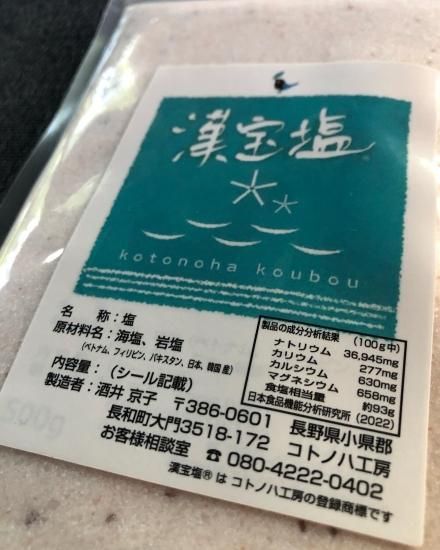 漢宝塩
kotonoha koubou
名　称：塩
原材料名：海塩、岩塩
(ベトナム、フィリピン、パキスタン、日本、韓国 産)
内容量：（シール記載）
製品の成分分析結果　(100g中)
ナトリウム　36,945mg
カリウム　277mg
カルシウム　630mg
マグネシウム　658mg
食塩相当量　約93g
日本食品機能分析研究所（2022）
製造者：酒井 京子　〒386-0601　長野県小県郡
長和町大門3518-172　コトノハ工房
お客様相談室　☎ 080-4222-0402
漢宝塩® は コトノハ工房の登録商標です